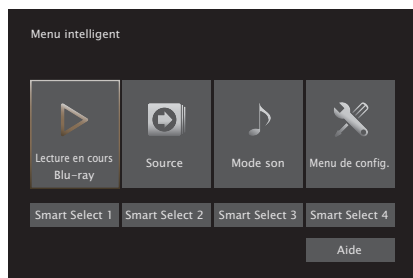 Menu intelligent
Lecture en cours
Blu-ray
Source
Mode son
Menu de config.
Smart Select 1
Smart Select 2
Smart Select 3
Smart Select 4
Aide